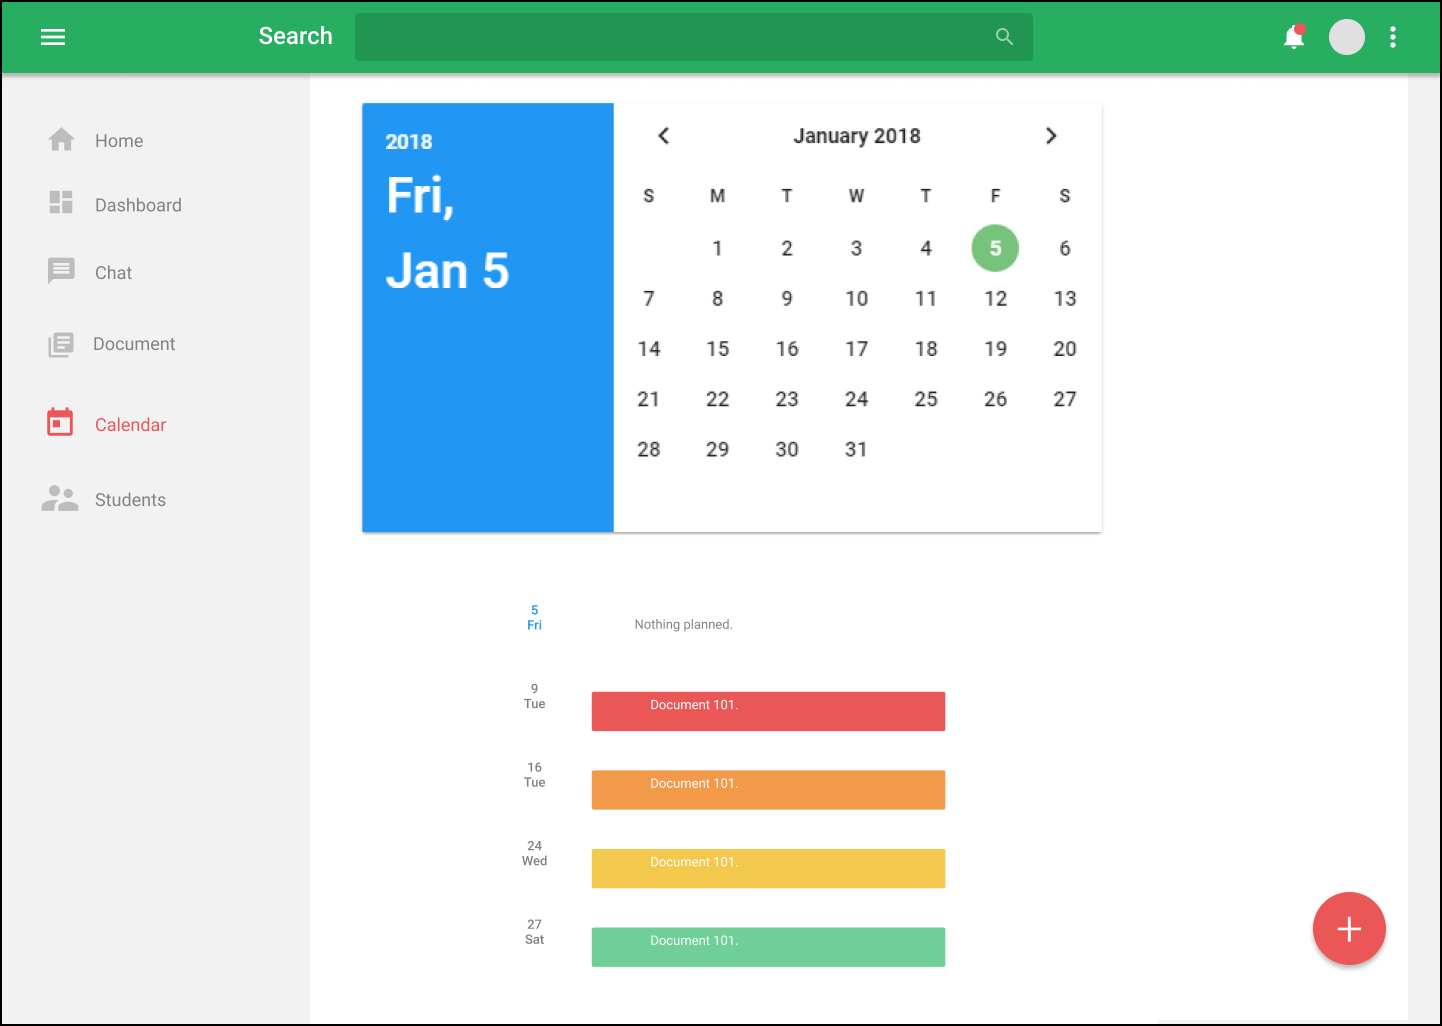 Search
Home
Dashboard
Chat
Document
Calendar
Students
2018
Fri,
Jan 5
January 2018
S M T W T F S
1 2 3 4 5 6
7 8 9 10 11 12 13
14 15 16 17 18 19 20
21 22 23 24 25 26 27
28 29 30 31
5
Fri
Nothing planned.
9
Tue
Document 101.
16
Tue
Document 101.
24
Wed
Document 101.
27
Sat
Document 101.